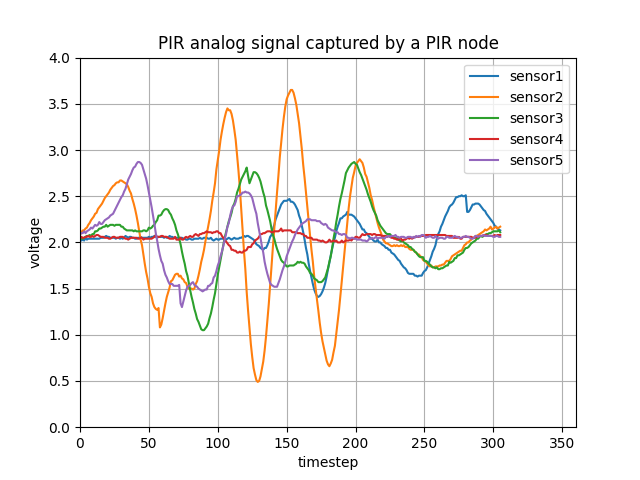 PIR analog signal captured by a PIR node
4.0
3.5
3.0
2.5
2.0
1.5
1.0
0.5
0.0
voltage
sensor1
sensor2
sensor3
sensor4
sensor5
0 50 100 150 200 250 300 350
timestep